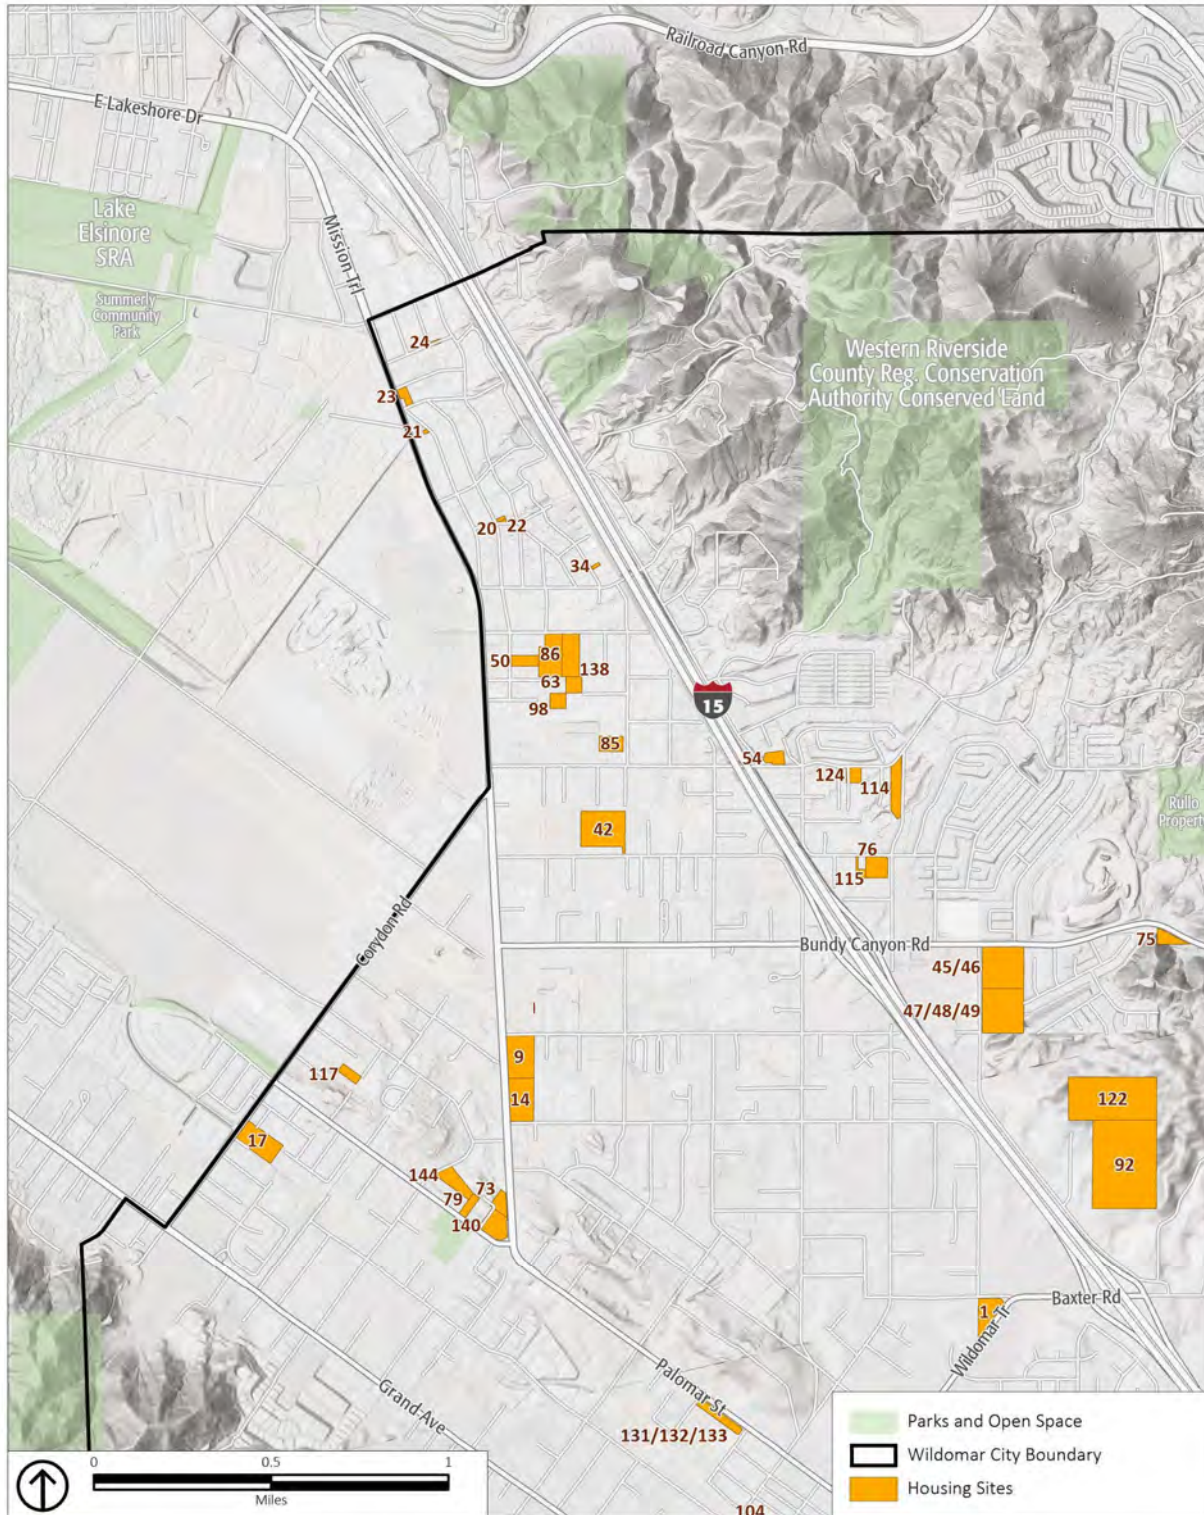 Railroad Canyon Rd
E Lakeshore Dr
Lake
Elsinore
SRA
Mission Trl
Summerly
Community
Park
24
Western Riverside
County Reg. Conservation
Authority Conserved Land
23
21
20
22
34
50
86
138
63
98
15
85
54
124
114
Rullo
Property
42
76
115
Corydon Rd
Bundy Canyon Rd
75
45/46
47/48/49
9
117
14
122
17
92
144
79
73
140
1
Baxter Rd
Wildomar Tr
Palomar St
Grand Ave
131/132/133
104
0
0.5
1
Miles
Parks and Open Space
Wildomar City Boundary
Housing Sites